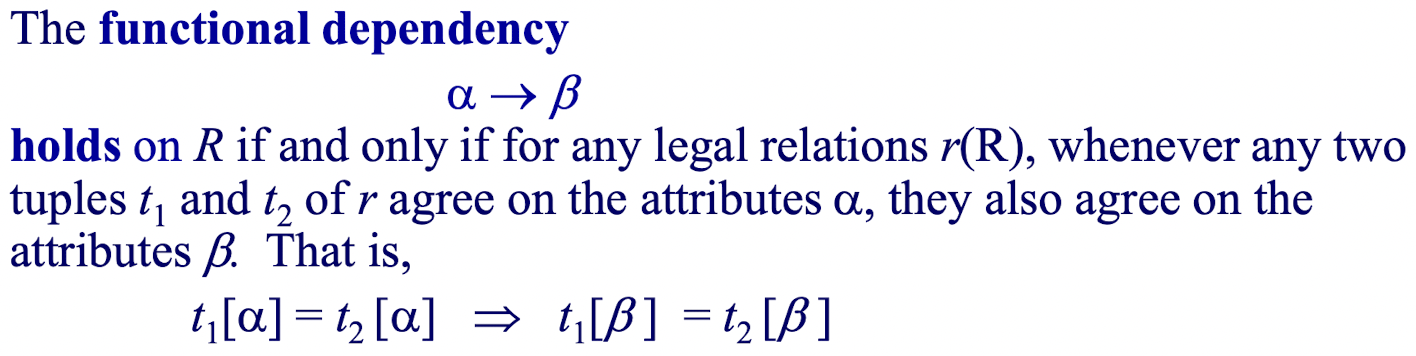 The functional dependency
α → β
holds on R if and only if for any legal relations r(R), whenever any two
tuples t₁ and t₂ of r agree on the attributes α, they also agree on the
attributes β. That is,
t₁[α] = t₂ [α] ⇒ t₁[β ] = t₂ [β ]